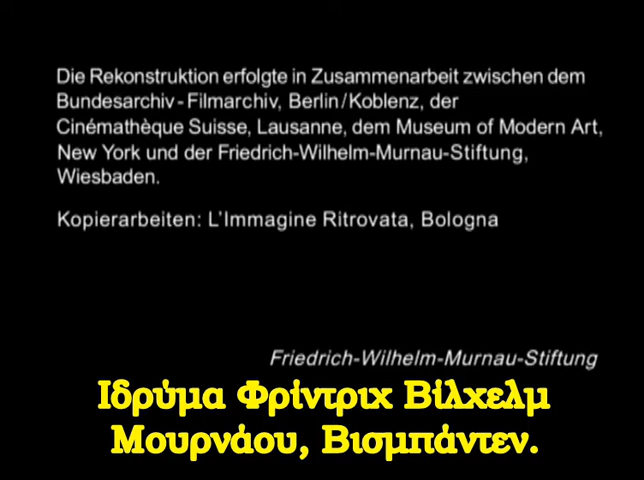 Die Rekonstruktion erfolgte in Zusammenarbeit zwischen dem
Bundesarchiv-Filmarchiv, Berlin/Koblenz, der
Cinémathèque Suisse, Lausanne, dem Museum of Modern Art,
New York und der Friedrich-Wilhelm-Murnau-Stiftung,
Wiesbaden.
Kopierarbeiten: L'Immagine Ritrovata, Bologna
Friedrich-Wilhelm-Murnau-Stiftung
Ιδρύμα Φρίντριχ Βίλχελμ
Μουρνάου, Βισμπάντεν.